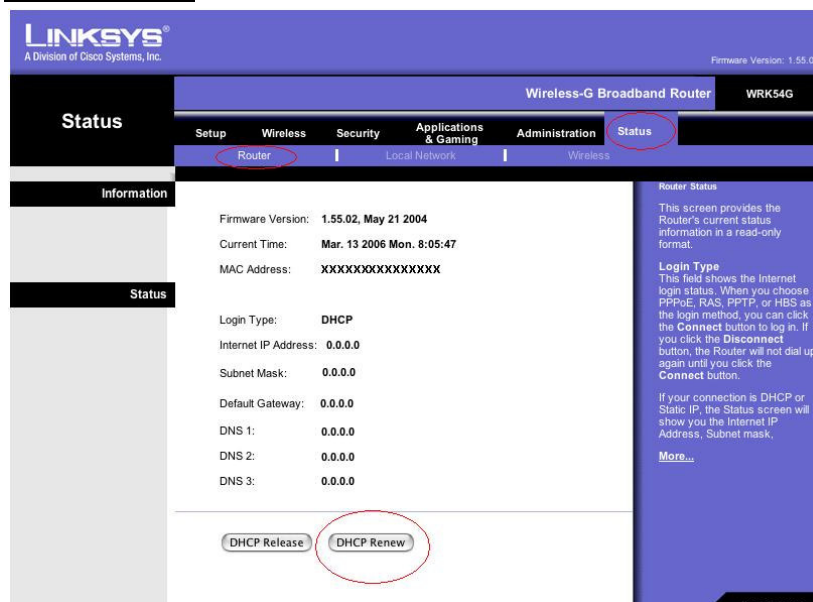 LINKSYS®
A Division of Cisco Systems, Inc.
Firmware Version: 1.55.0
Wireless-G Broadband Router WRK54G
Status
Setup Wireless Security Applications & Gaming Administration Status
Router Local Network Wireless
Information
Firmware Version: 1.55.02, May 21 2004
Current Time: Mar. 13 2006 Mon. 8:05:47
MAC Address: XXXXXXXXXXXXXXX
Status
Login Type: DHCP
Internet IP Address: 0.0.0.0
Subnet Mask: 0.0.0.0
Default Gateway: 0.0.0.0
DNS 1: 0.0.0.0
DNS 2: 0.0.0.0
DNS 3: 0.0.0.0
DHCP Release DHCP Renew
Router Status
This screen provides the
Router's current status
information in a read-only
format.
Login Type
This field shows the Internet
login status. When you choose
PPPoE, RAS, PPTP, or HBS as
the login method, you can click
the Connect button to log in. If
you click the Disconnect
button, the Router will not dial up
again until you click the
Connect button.
If your connection is DHCP or
Static IP, the Status screen will
show you the Internet IP
Address, Subnet mask,
More...